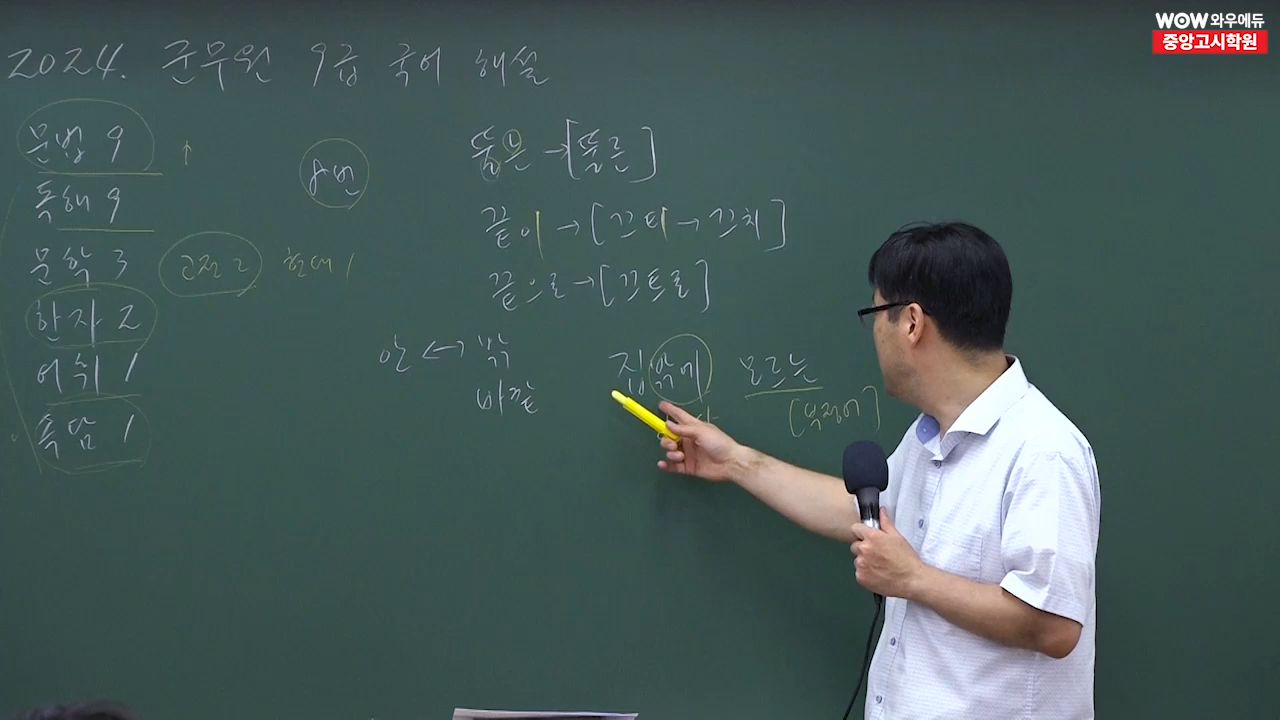 WOW 와우에듀
중앙고시학원
2024. 군무원 9급 국어 해설
문법 9 ↑
독해 9
문학 3 고전 2 현대 1
한자 2
어휘 1
속담 1
8번
뚫은 → [뚤른]
끝이 → [끄티 → 끄치]
끝으로 → [끄트로]
안 ↔ 밖
바깥
집밖에 모르는
[부정어]